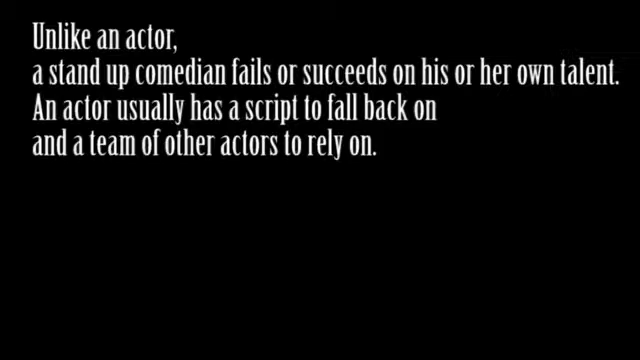 Unlike an actor,
a stand up comedian fails or succeeds on his or her own talent.
An actor usually has a script to fall back on
and a team of other actors to rely on.